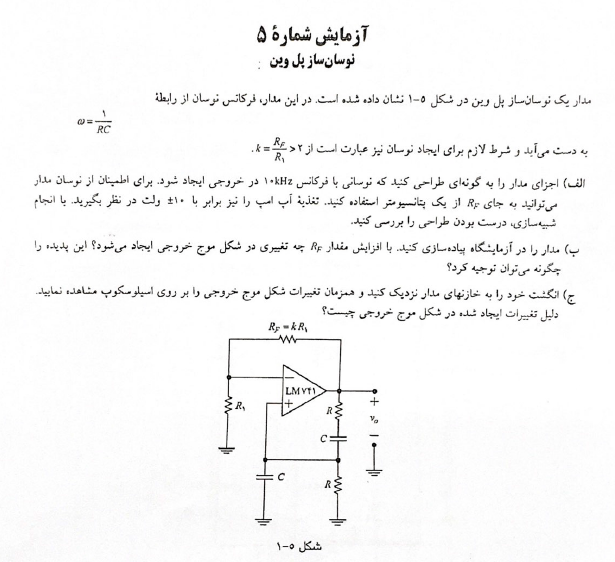 آزمایش شمارهٔ ۵
نوسان‌ساز پل وین
مدار یک نوسان‌ساز پل وین در شکل ۵-۱ نشان داده شده است. در این مدار، فرکانس نوسان از رابطهٔ
ω = ۱/RC
به دست می‌آید و شرط لازم برای ایجاد نوسان نیز عبارت است از k = R_F/R_۱ > ۲.
الف) اجزای مدار را به گونه‌ای طراحی کنید که نوسانی با فرکانس ۱۰kHz در خروجی ایجاد شود. برای اطمینان از نوسان مدار
می‌توانید به جای R_F از یک پتانسیومتر استفاده کنید. تغذیهٔ آپ امپ را نیز برابر با ۱۰± ولت در نظر بگیرید. با انجام
شبیه‌سازی، درست بودن طراحی را بررسی کنید.
ب) مدار را در آزمایشگاه پیاده‌سازی کنید. با افزایش مقدار R_F چه تغییری در شکل موج خروجی ایجاد می‌شود؟ این پدیده را
چگونه می‌توان توجیه کرد؟
ج) انگشت خود را به خازنهای مدار نزدیک کنید و همزمان تغییرات شکل موج خروجی را بر روی اسیلوسکوپ مشاهده نمایید.
دلیل تغییرات ایجاد شده در شکل موج خروجی چیست؟
R_F = kR_۱
LM۷۴۱
−
+
R_۱
R
C
+
v_o
−
C
R
شکل ۵-۱